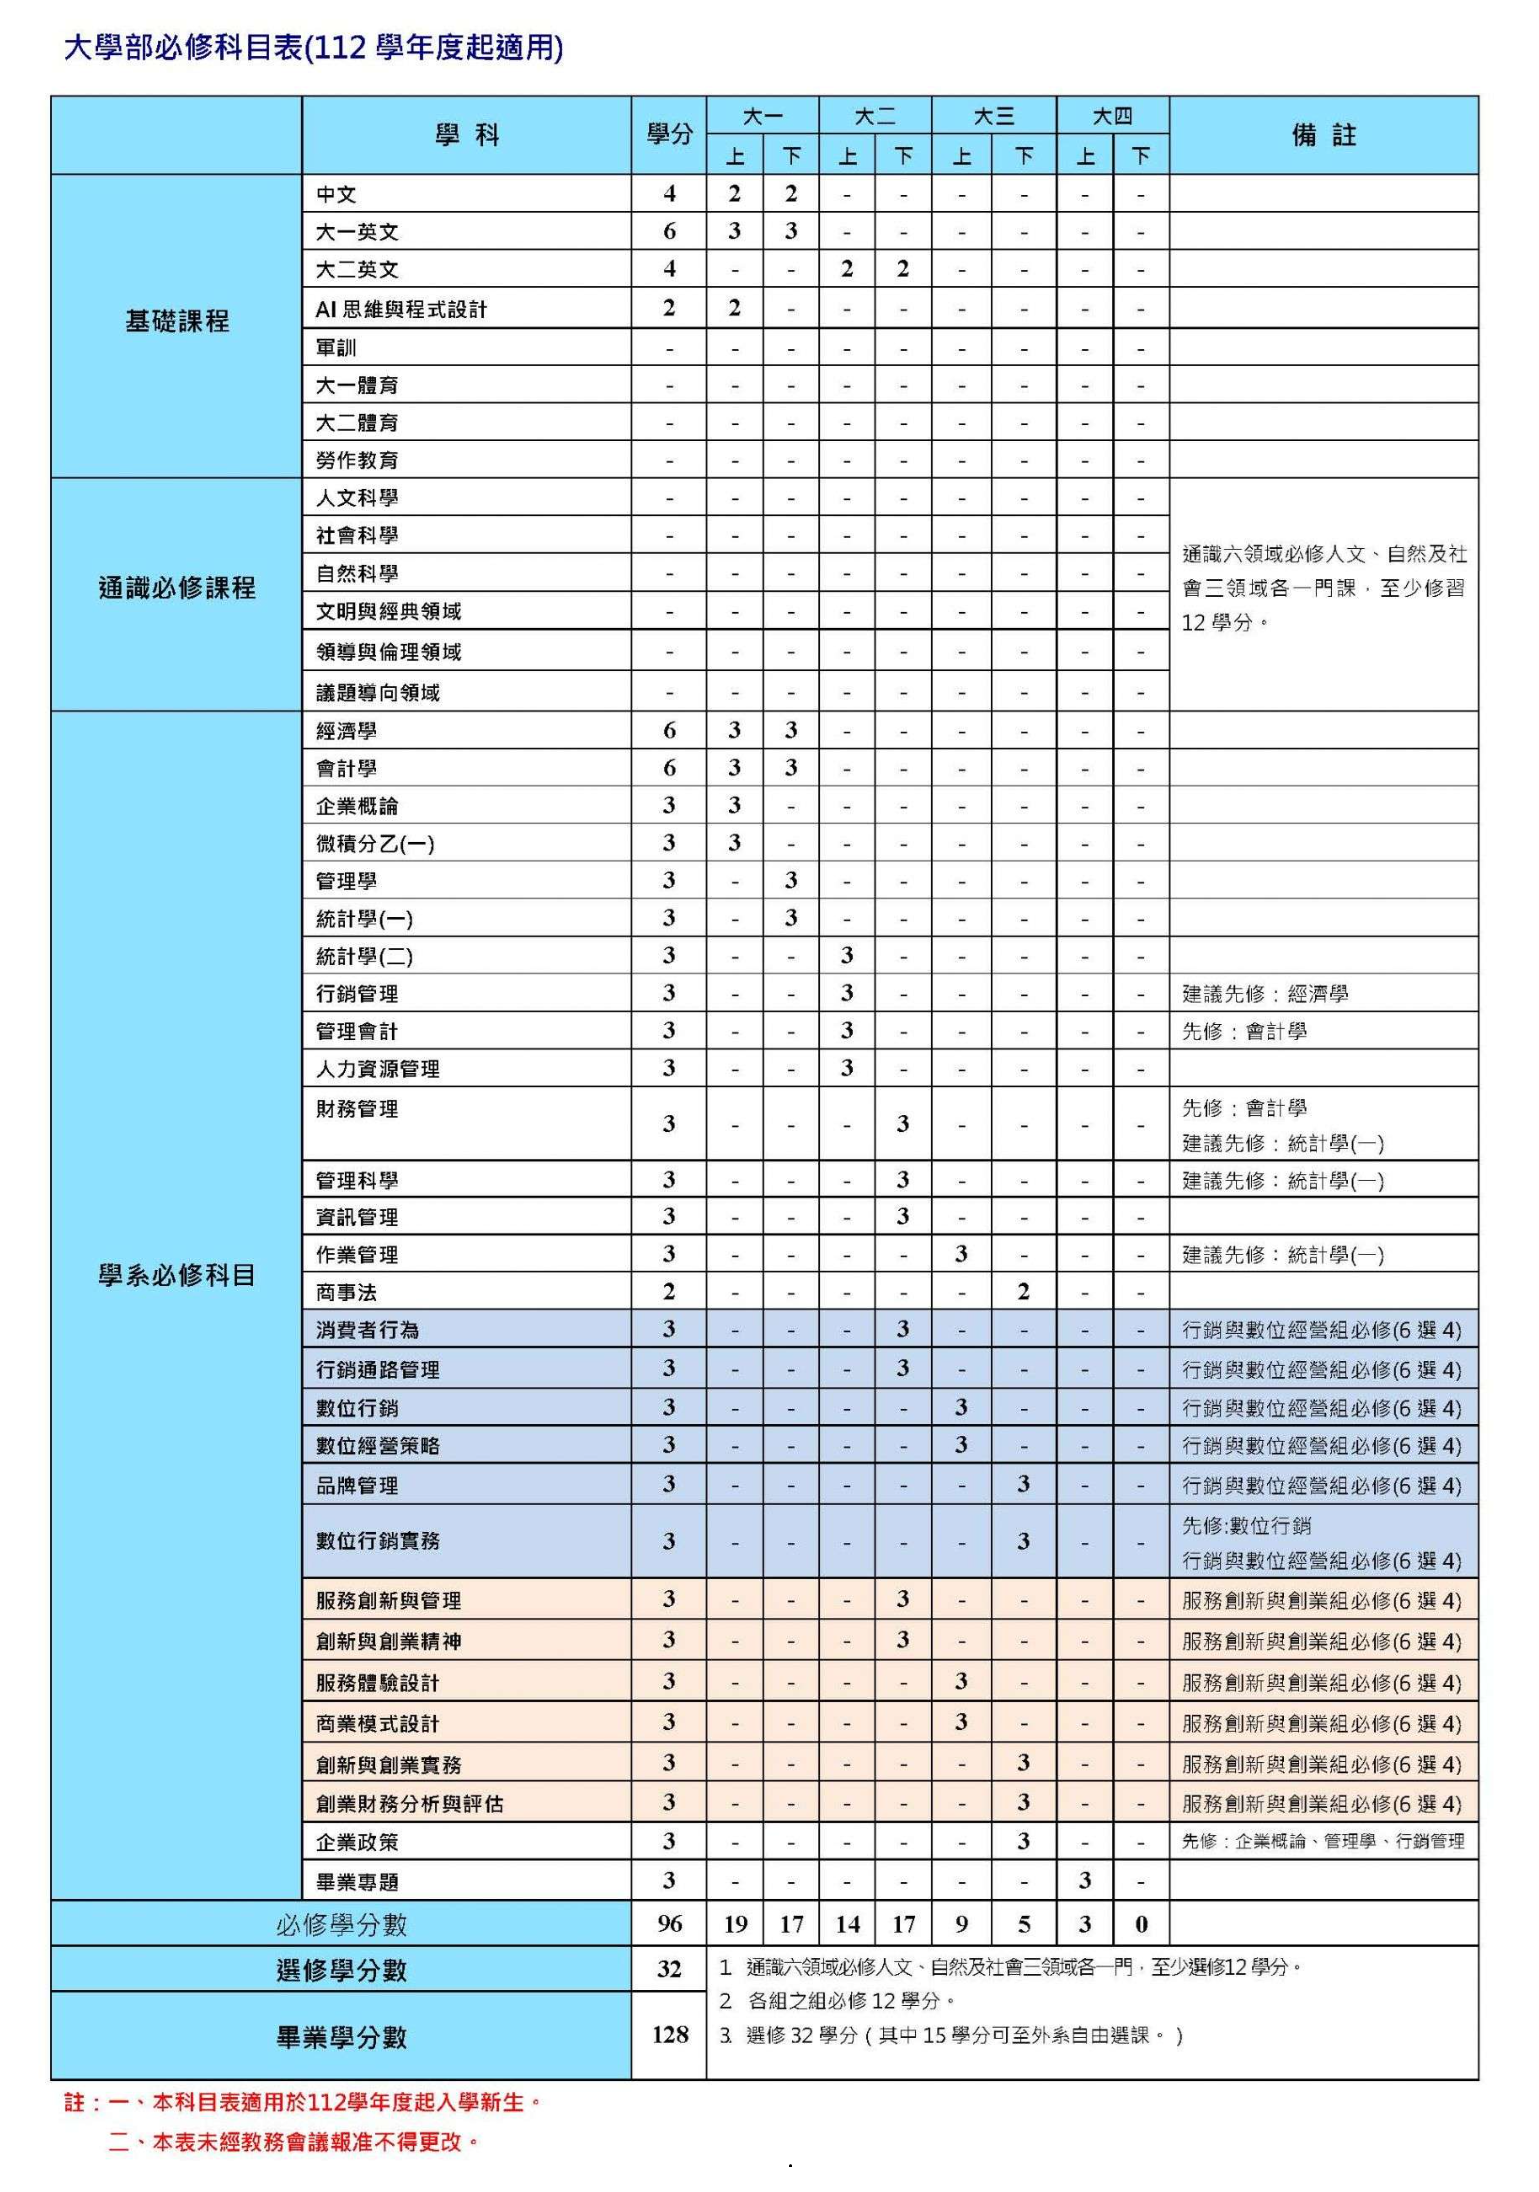 大學部必修科目表(112 學年度起適用)
學 科 學分 大一 大二 大三 大四 備 註
上 下 上 下 上 下 上 下
基礎課程
中文 4 2 2 - - - - - -
大一英文 6 3 3 - - - - - -
大二英文 4 - - 2 2 - - - -
AI 思維與程式設計 2 2 - - - - - - -
軍訓 - - - - - - - - -
大一體育 - - - - - - - - -
大二體育 - - - - - - - - -
勞作教育 - - - - - - - - -
通識必修課程
人文科學 - - - - - - - - -
社會科學 - - - - - - - - -
自然科學 - - - - - - - - -
文明與經典領域 - - - - - - - - -
領導與倫理領域 - - - - - - - - -
議題導向領域 - - - - - - - - -
通識六領域必修人文、自然及社
會三領域各一門課，至少修習
12 學分。
學系必修科目
經濟學 6 3 3 - - - - - -
會計學 6 3 3 - - - - - -
企業概論 3 3 - - - - - - -
微積分乙(一) 3 3 - - - - - - -
管理學 3 - 3 - - - - - -
統計學(一) 3 - 3 - - - - - -
統計學(二) 3 - - 3 - - - - -
行銷管理 3 - - 3 - - - - - 建議先修：經濟學
管理會計 3 - - 3 - - - - - 先修：會計學
人力資源管理 3 - - 3 - - - - -
財務管理 3 - - - 3 - - - - 先修：會計學
建議先修：統計學(一)
管理科學 3 - - - 3 - - - - 建議先修：統計學(一)
資訊管理 3 - - - 3 - - - -
作業管理 3 - - - - 3 - - - 建議先修：統計學(一)
商事法 2 - - - - - 2 - -
消費者行為 3 - - - 3 - - - - 行銷與數位經營組必修(6 選 4)
行銷通路管理 3 - - - 3 - - - - 行銷與數位經營組必修(6 選 4)
數位行銷 3 - - - - 3 - - - 行銷與數位經營組必修(6 選 4)
數位經營策略 3 - - - - 3 - - - 行銷與數位經營組必修(6 選 4)
品牌管理 3 - - - - - 3 - - 行銷與數位經營組必修(6 選 4)
數位行銷實務 3 - - - - - 3 - - 先修:數位行銷
行銷與數位經營組必修(6 選 4)
服務創新與管理 3 - - - 3 - - - - 服務創新與創業組必修(6 選 4)
創新與創業精神 3 - - - 3 - - - - 服務創新與創業組必修(6 選 4)
服務體驗設計 3 - - - - 3 - - - 服務創新與創業組必修(6 選 4)
商業模式設計 3 - - - - 3 - - - 服務創新與創業組必修(6 選 4)
創新與創業實務 3 - - - - - 3 - - 服務創新與創業組必修(6 選 4)
創業財務分析與評估 3 - - - - - 3 - - 服務創新與創業組必修(6 選 4)
企業政策 3 - - - - - 3 - - 先修：企業概論、管理學、行銷管理
畢業專題 3 - - - - - - 3 -
必修學分數 96 19 17 14 17 9 5 3 0
選修學分數 32
畢業學分數 128
1 通識六領域必修人文、自然及社會三領域各一門，至少選修12 學分。
2 各組之組必修 12 學分。
3. 選修 32 學分（其中 15 學分可至外系自由選課。）
註：一、本科目表適用於112學年度起入學新生。
二、本表未經教務會議報准不得更改。